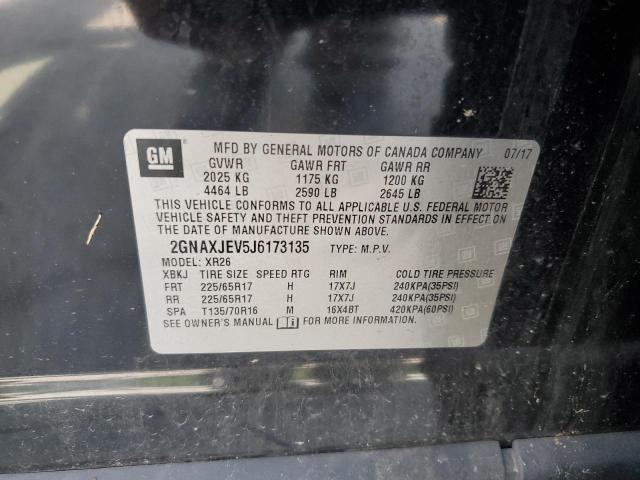 GM
MFD BY GENERAL MOTORS OF CANADA COMPANY 07/17
GVWR GAWR FRT GAWR RR
2025 KG 1175 KG 1200 KG
4464 LB 2590 LB 2645 LB
THIS VEHICLE CONFORMS TO ALL APPLICABLE U.S. FEDERAL MOTOR
VEHICLE SAFETY AND THEFT PREVENTION STANDARDS IN EFFECT ON
THE DATE OF MANUFACTURE SHOWN ABOVE.
2GNAXJEV5J6173135 TYPE: M.P.V.
MODEL: XR26
XBKJ TIRE SIZE SPEED RTG RIM COLD TIRE PRESSURE
FRT 225/65R17 H 17X7J 240KPA(35PSI)
RR 225/65R17 H 17X7J 240KPA(35PSI)
SPA T135/70R16 M 16X4BT 420KPA(60PSI)
SEE OWNER'S MANUAL FOR MORE INFORMATION.